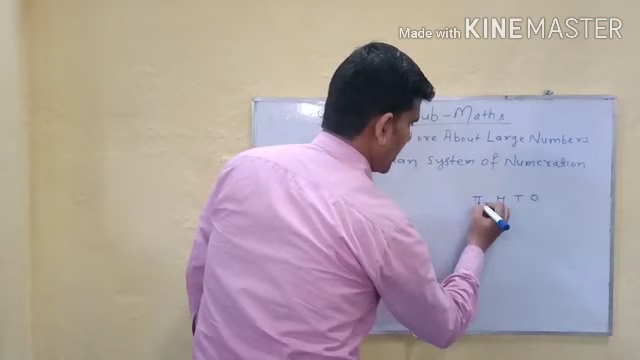 Made with KINEMASTER
ub - Maths
ore About Large Numbers
an System of Numeration
T H T O